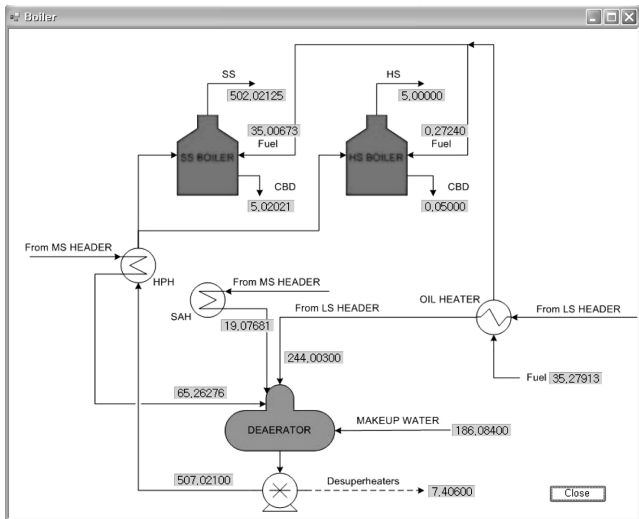 Boiler
SS
502,02125
HS
5,00000
35,00673
Fuel
0,27240
Fuel
SS BOILER
HS BOILER
CBD
5,02021
CBD
0,05000
From MS HEADER
HPH
From MS HEADER
SAH
19,07681
From LS HEADER
OIL HEATER
From LS HEADER
244,00300
Fuel 35,27913
65,26276
DEAERATOR
MAKEUP WATER
186,08400
507,02100
Desuperheaters
7,40600
Close